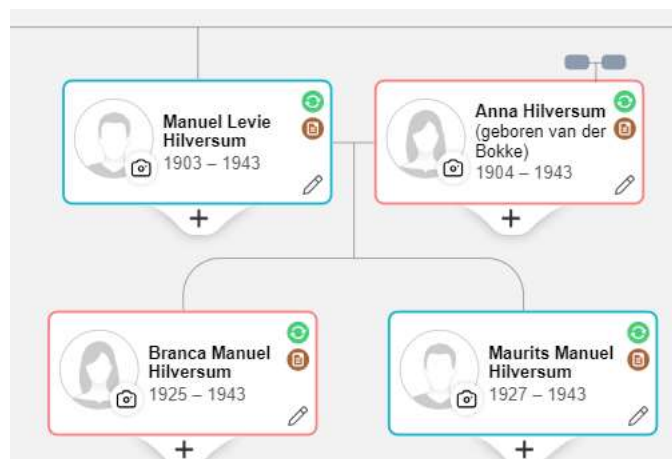 Manuel Levie
Hilversum
1903 – 1943
Anna Hilversum
(geboren van der
Bokke)
1904 – 1943
Branca Manuel
Hilversum
1925 – 1943
Maurits Manuel
Hilversum
1927 – 1943